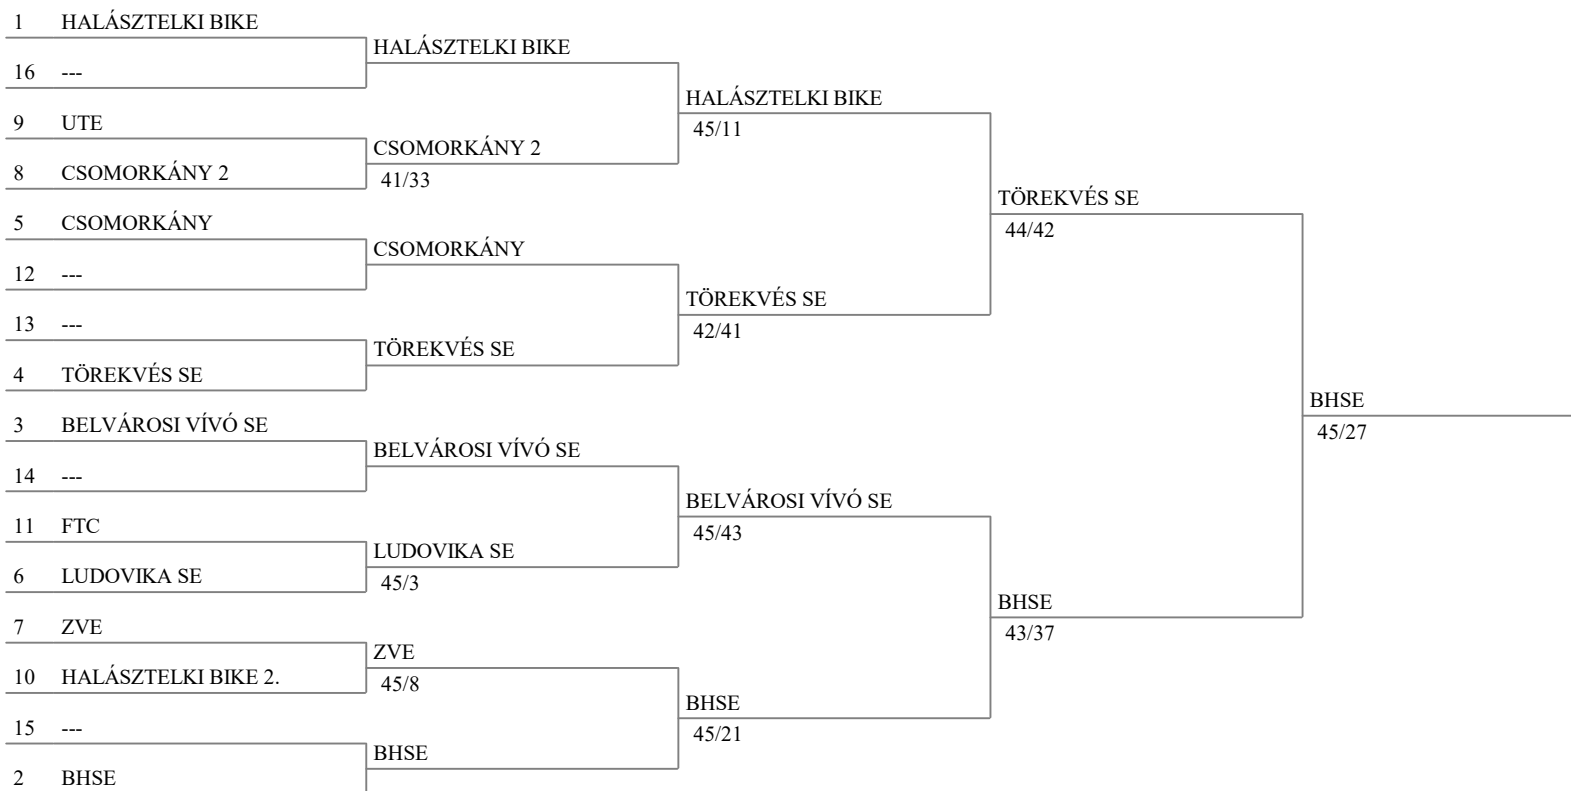 1 HALÁSZTELKI BIKE
HALÁSZTELKI BIKE
16 ---
HALÁSZTELKI BIKE
45/11
9 UTE
CSOMORKÁNY 2
41/33
8 CSOMORKÁNY 2
TÖREKVÉS SE
44/42
5 CSOMORKÁNY
CSOMORKÁNY
12 ---
TÖREKVÉS SE
42/41
13 ---
TÖREKVÉS SE
4 TÖREKVÉS SE
BHSE
45/27
3 BELVÁROSI VÍVÓ SE
BELVÁROSI VÍVÓ SE
14 ---
BELVÁROSI VÍVÓ SE
45/43
11 FTC
LUDOVIKA SE
45/3
6 LUDOVIKA SE
BHSE
43/37
7 ZVE
ZVE
45/8
10 HALÁSZTELKI BIKE 2.
BHSE
45/21
15 ---
BHSE
2 BHSE